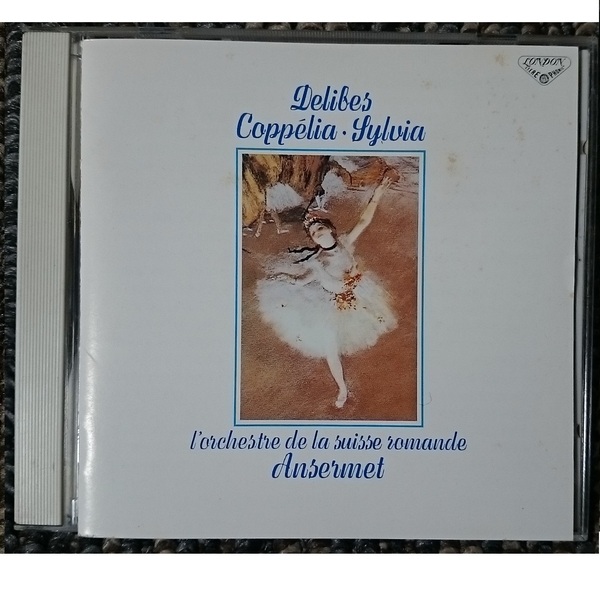 LONDON
Delibes
Coppélia · Sylvia
l'orchestre de la suisse romande
Ansermet